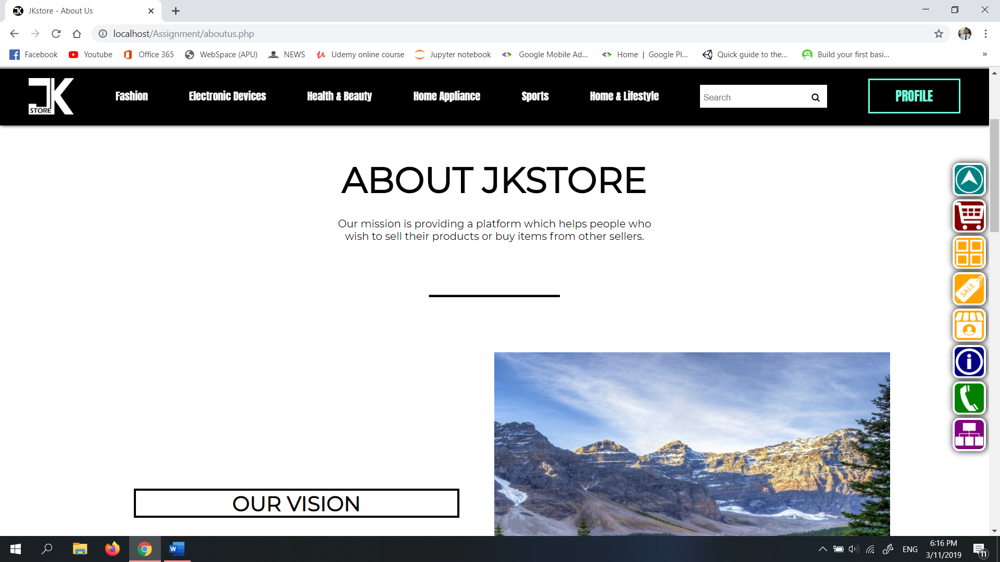 JKstore - About Us
localhost/Assignment/aboutus.php
Facebook Youtube Office 365 WebSpace (APU) NEWS Udemy online course Jupyter notebook Google Mobile Ad... Home | Google Pl... Quick guide to the... Build your first basi... »
JK STORE
Fashion Electronic Devices Health & Beauty Home Appliance Sports Home & Lifestyle Search PROFILE
ABOUT JKSTORE
Our mission is providing a platform which helps people who
wish to sell their products or buy items from other sellers.
SALE
OUR VISION
ENG
6:16 PM
3/11/2019
11